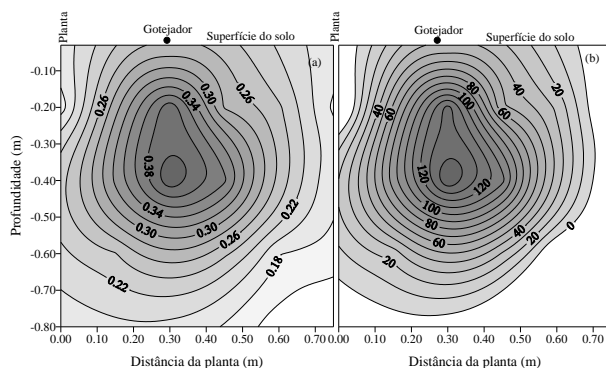 Planta
Gotejador
Superfície do solo
(a)
Planta
Gotejador
Superfície do solo
(b)
Profundidade (m)
-0.10
-0.20
-0.30
-0.40
-0.50
-0.60
-0.70
-0.80
0.26
0.30
0.34
0.26
0.38
0.34
0.30
0.30
0.26
0.22
0.22
0.18
40
60
80
100
60
40
20
120
120
100
80
60
40
20
20
0
0.00 0.10 0.20 0.30 0.40 0.50 0.60 0.70
0.00 0.10 0.20 0.30 0.40 0.50 0.60 0.70
Distância da planta (m)
Distância da planta (m)